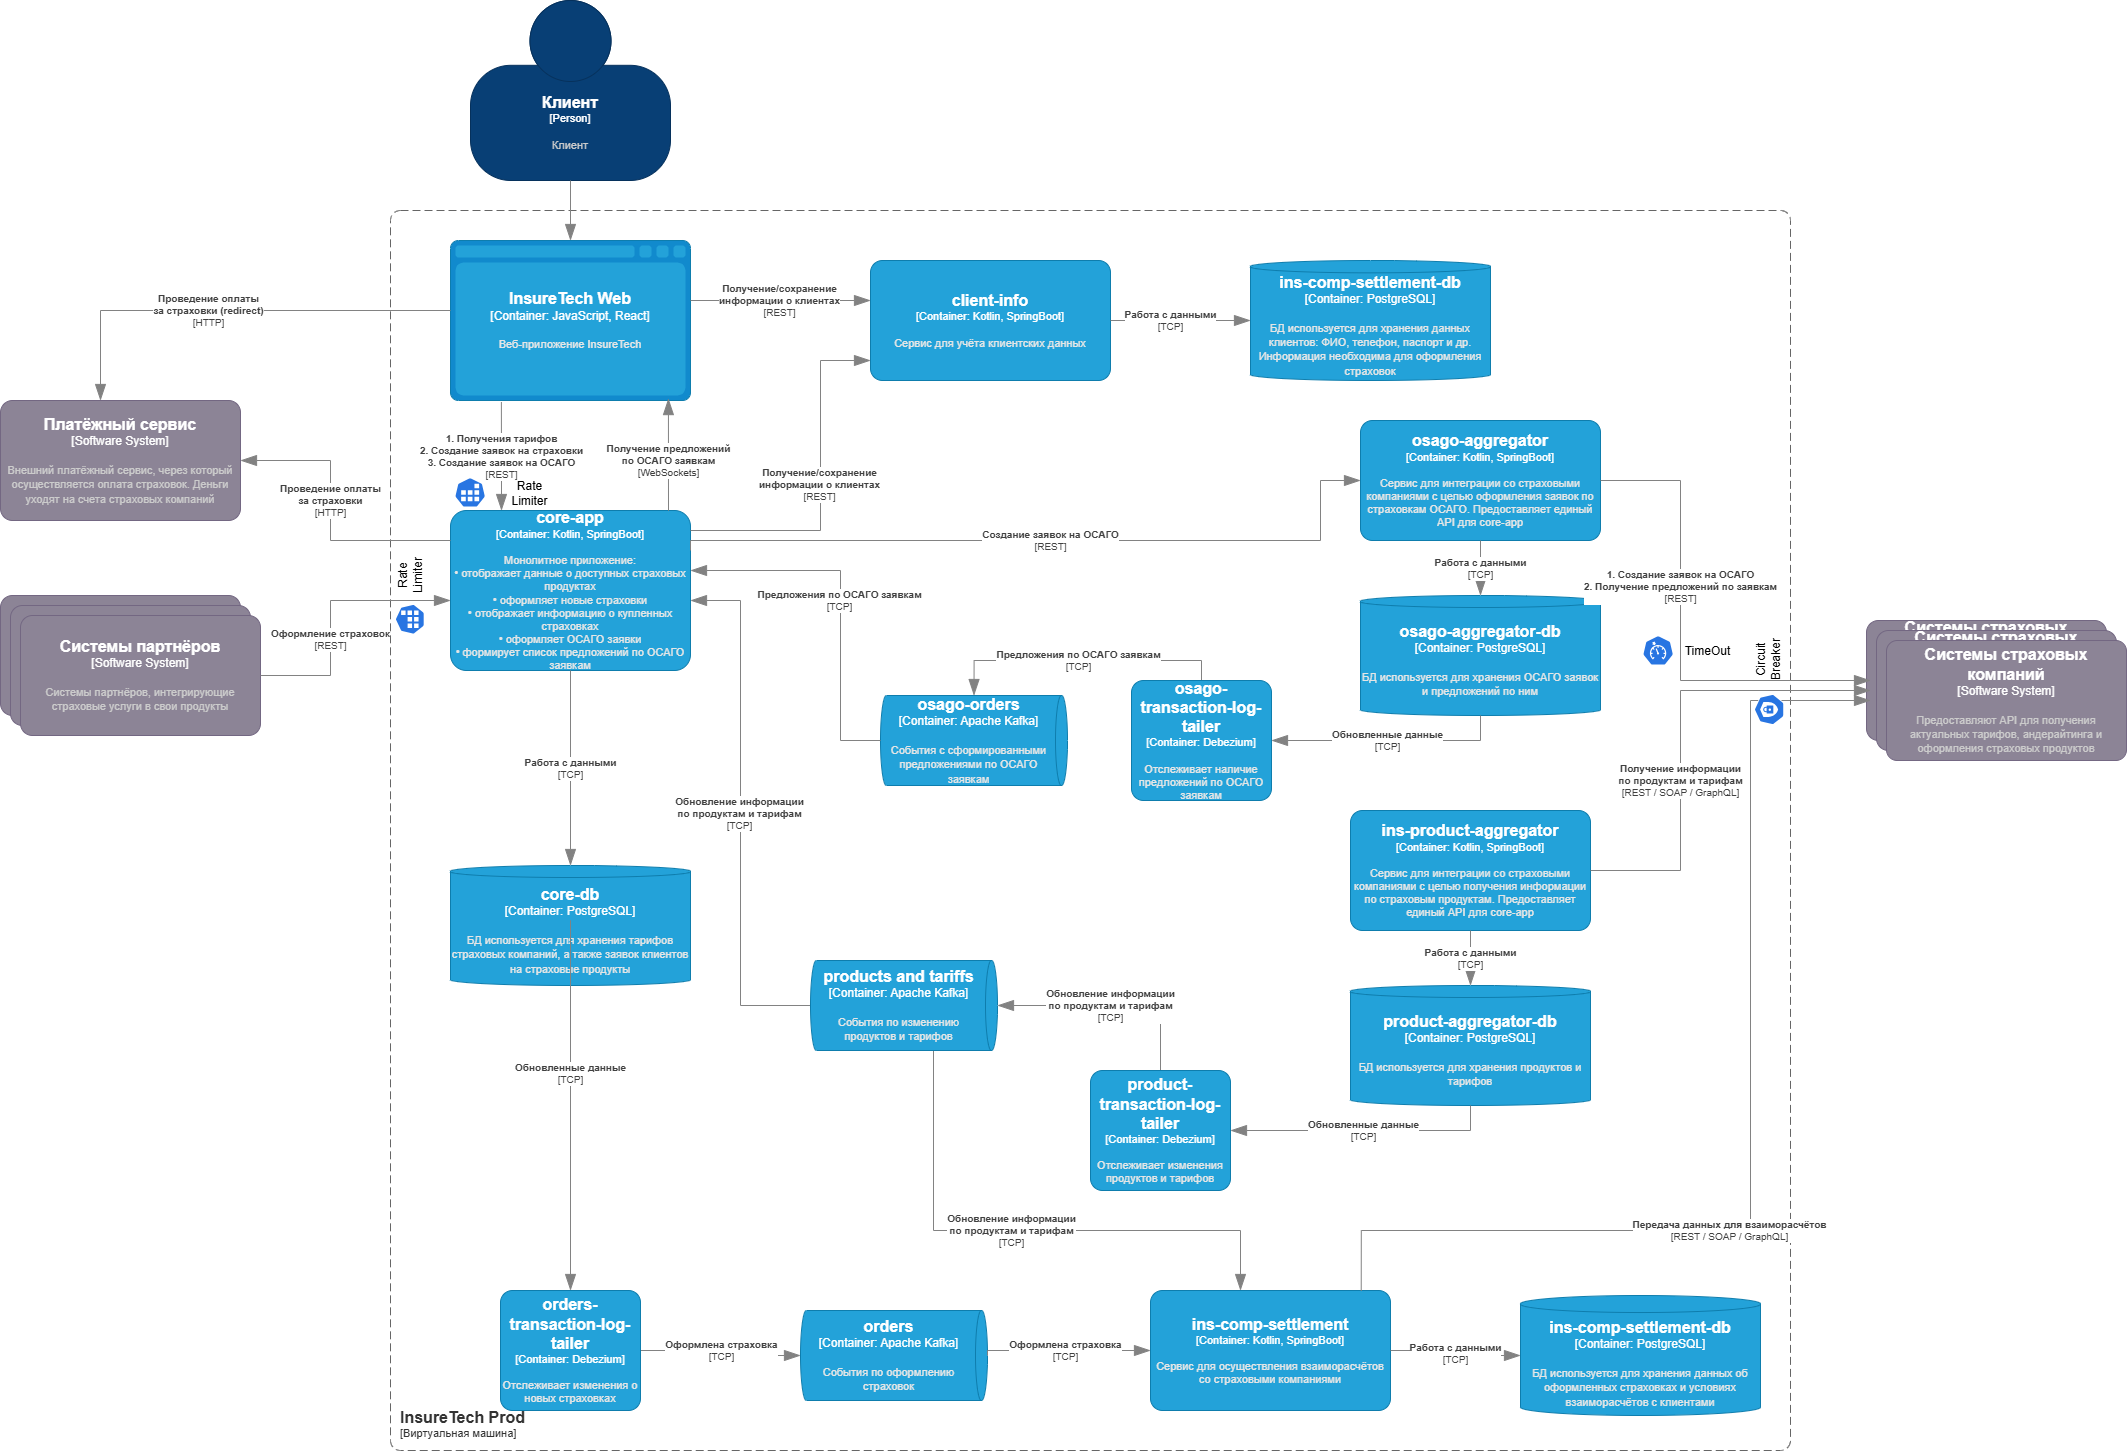 Клиент
[Person]
Клиент
InsureTech Web
[Container: JavaScript, React]
Веб-приложение InsureTech
Проведение оплаты
за страховки (redirect)
[HTTP]
Получение/сохранение
информации о клиентах
[REST]
client-info
[Container: Kotlin, SpringBoot]
Сервис для учёта клиентских данных
Работа с данными
[TCP]
ins-comp-settlement-db
[Container: PostgreSQL]
БД используется для хранения данных
клиентов: ФИО, телефон, паспорт и др.
Информация необходима для оформления
страховок
Платёжный сервис
[Software System]
Внешний платёжный сервис, через который
осуществляется оплата страховок. Деньги
уходят на счета страховых компаний
Проведение оплаты
за страховки
[HTTP]
1. Получения тарифов
2. Создание заявок на страховки
3. Создание заявок на ОСАГО
[REST]
Rate
Limiter
Получение предложений
по ОСАГО заявкам
[WebSockets]
Получение/сохранение
информации о клиентах
[REST]
osago-aggregator
[Container: Kotlin, SpringBoot]
Сервис для интеграции со страховыми
компаниями с целью оформления заявок по
страховкам ОСАГО. Предоставляет единый
API для core-app
core-app
[Container: Kotlin, SpringBoot]
Монолитное приложение:
• отображает данные о доступных страховых
продуктах
• оформляет новые страховки
• отображает информацию о купленных
страховках
• оформляет ОСАГО заявки
• формирует список предложений по ОСАГО
заявкам
Создание заявок на ОСАГО
[REST]
Rate
Limiter
Системы партнёров
[Software System]
Системы партнёров, интегрирующие
страховые услуги в свои продукты
Оформление страховок
[REST]
Предложения по ОСАГО заявкам
[TCP]
Работа с данными
[TCP]
1. Создание заявок на ОСАГО
2. Получение предложений по заявкам
[REST]
osago-aggregator-db
[Container: PostgreSQL]
БД используется для хранения ОСАГО заявок
и предложений по ним
TimeOut
Circuit
Breaker
Системы страховых
Системы страховых
Системы страховых
компаний
[Software System]
Предоставляют API для получения
актуальных тарифов, андерайтинга и
оформления страховых продуктов
Предложения по ОСАГО заявкам
[TCP]
osago-orders
[Container: Apache Kafka]
События с сформированными
предложениями по ОСАГО
заявкам
osago-
transaction-log-
tailer
[Container: Debezium]
Отслеживает наличие
предложений по ОСАГО
заявкам
Обновленные данные
[TCP]
Работа с данными
[TCP]
Обновление информации
по продуктам и тарифам
[TCP]
Получение информации
по продуктам и тарифам
[REST / SOAP / GraphQL]
ins-product-aggregator
[Container: Kotlin, SpringBoot]
Сервис для интеграции со страховыми
компаниями с целью получения информации
по страховым продуктам. Предоставляет
единый API для core-app
core-db
[Container: PostgreSQL]
БД используется для хранения тарифов
страховых компаний, а также заявок клиентов
на страховые продукты
Работа с данными
[TCP]
products and tariffs
[Container: Apache Kafka]
События по изменению
продуктов и тарифов
Обновление информации
по продуктам и тарифам
[TCP]
product-aggregator-db
[Container: PostgreSQL]
БД используется для хранения продуктов и
тарифов
Обновленные данные
[TCP]
product-
transaction-log-
tailer
[Container: Debezium]
Отслеживает изменения
продуктов и тарифов
Обновленные данные
[TCP]
Обновление информации
по продуктам и тарифам
[TCP]
Передача данных для взаиморасчётов
[REST / SOAP / GraphQL]
orders-
transaction-log-
tailer
[Container: Debezium]
Отслеживает изменения о
новых страховках
Оформлена страховка
[TCP]
orders
[Container: Apache Kafka]
События по оформлению
страховок
Оформлена страховка
[TCP]
ins-comp-settlement
[Container: Kotlin, SpringBoot]
Сервис для осуществления взаиморасчётов
со страховыми компаниями
Работа с данными
[TCP]
ins-comp-settlement-db
[Container: PostgreSQL]
БД используется для хранения данных об
оформленных страховках и условиях
взаиморасчётов с клиентами
InsureTech Prod
[Виртуальная машина]